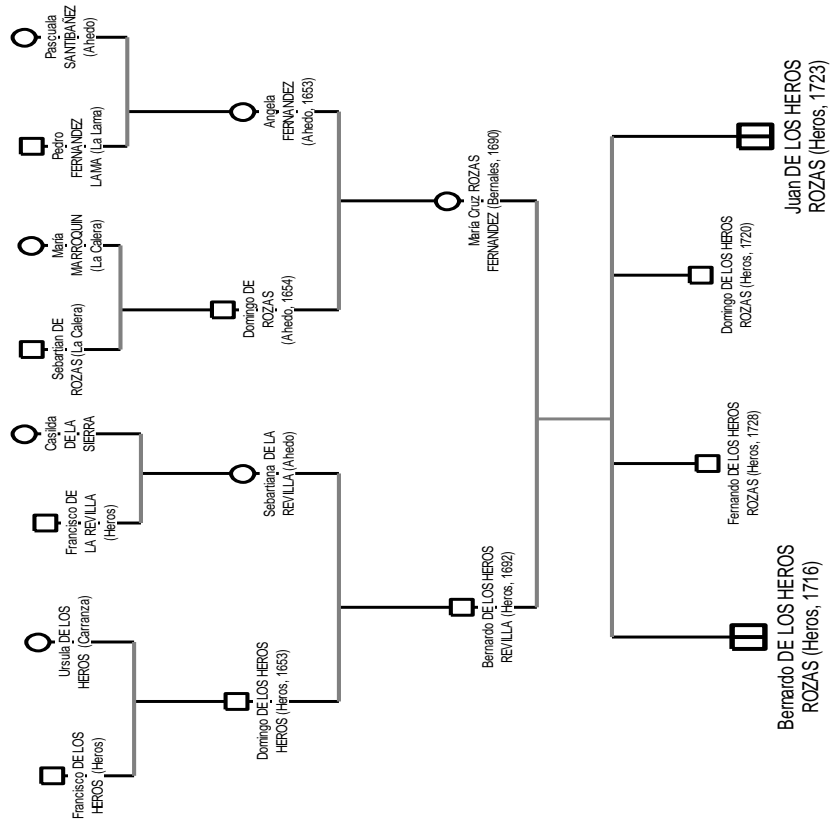 Francisco DE LOS
HEROS (Heros)
Ursula DE LOS
HEROS (Carranza)
Francisco DE
LA REVILLA
(Heros)
Casilda
DE LA
SIERRA
Sebartian DE
ROZAS (La Calera)
Maria
MARROQUIN
(La Calera)
Pedro
FERNANDEZ
LAMA (La Lama)
Pascuala
SANTIBAÑEZ
(Ahedo)
Domingo DE LOS HEROS
HEROS (Heros, 1653)
Sebartiana DE LA
REVILLA (Ahedo)
Domingo DE
ROZAS
(Ahedo, 1654)
Angela
FERNANDEZ
(Ahedo, 1653)
Bernardo DE LOS HEROS
REVILLA (Heros, 1692)
María Cruz ROZAS
FERNANDEZ (Bernales, 1690)
Bernardo DE LOS HEROS
ROZAS (Heros, 1716)
Fernando DE LOS HEROS
ROZAS (Heros, 1728)
Domingo DE LOS HEROS
ROZAS (Heros, 1720)
Juan DE LOS HEROS
ROZAS (Heros, 1723)